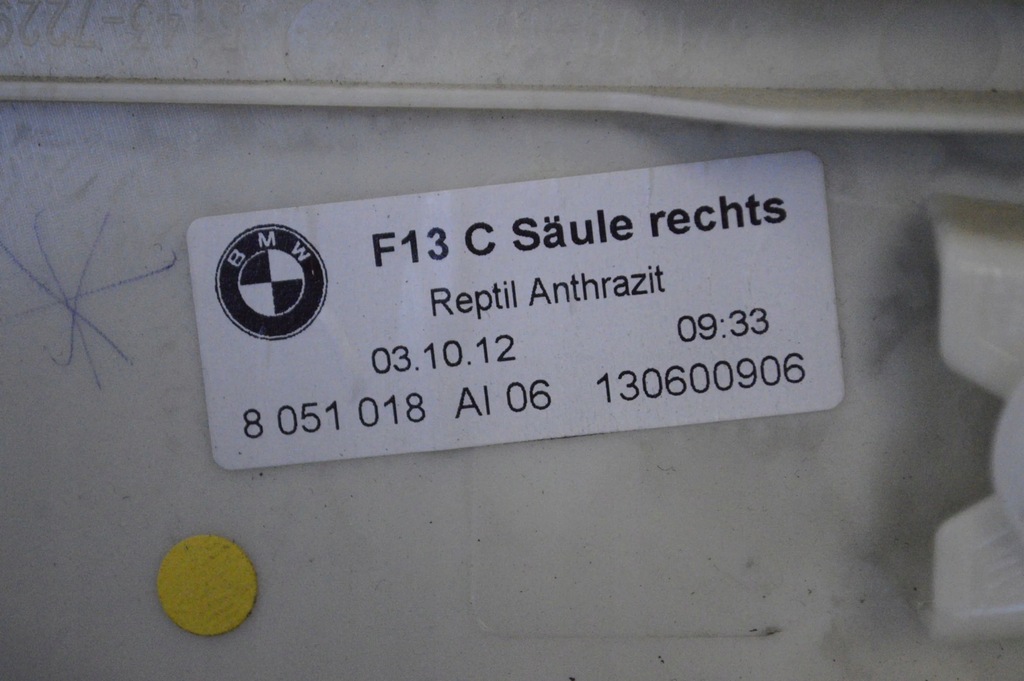 BMW
F13 C Säule rechts
Reptil Anthrazit
03.10.12 09:33
8 051 018 AI 06 130600906